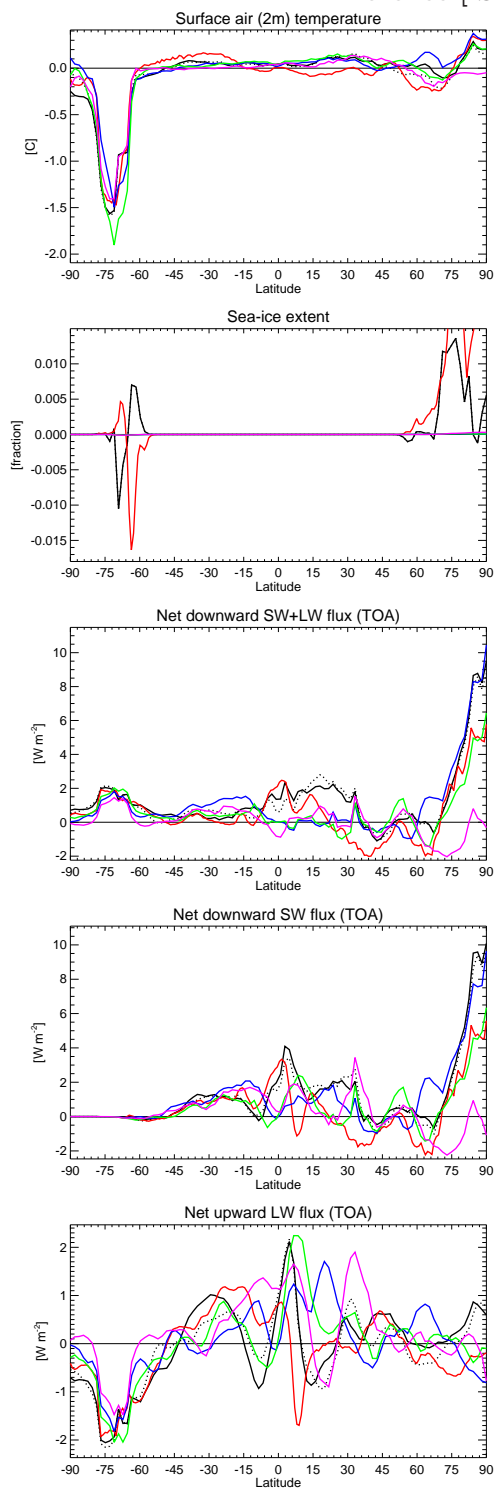 Surface air (2m) temperature
0.0
-0.5
-1.0
-1.5
-2.0
[C]
-90 -75 -60 -45 -30 -15 0 15 30 45 60 75 90
Latitude
Sea-ice extent
0.010
0.005
0.000
-0.005
-0.010
-0.015
[fraction]
-90 -75 -60 -45 -30 -15 0 15 30 45 60 75 90
Latitude
Net downward SW+LW flux (TOA)
10
8
6
4
2
0
-2
[W m-2]
-90 -75 -60 -45 -30 -15 0 15 30 45 60 75 90
Latitude
Net downward SW flux (TOA)
10
8
6
4
2
0
-2
[W m-2]
-90 -75 -60 -45 -30 -15 0 15 30 45 60 75 90
Latitude
Net upward LW flux (TOA)
2
1
0
-1
-2
[W m-2]
-90 -75 -60 -45 -30 -15 0 15 30 45 60 75 90
Latitude